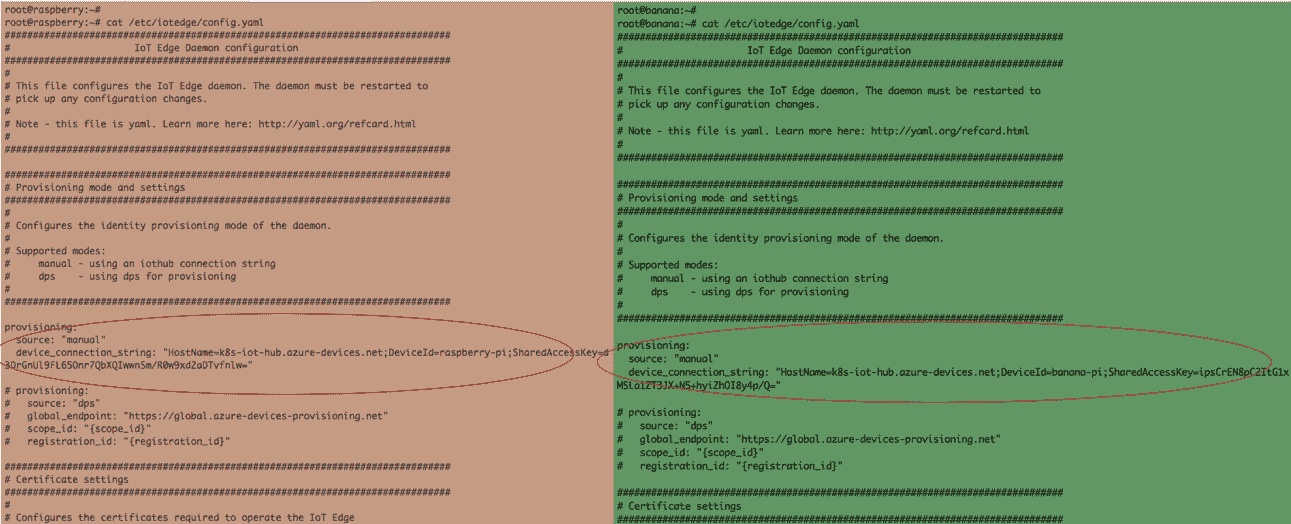 root@raspberry:~#
root@raspberry:~# cat /etc/iotedge/config.yaml
###############################################################################
#                      IoT Edge Daemon configuration
###############################################################################
#
# This file configures the IoT Edge daemon. The daemon must be restarted to
# pick up any configuration changes.
#
# Note - this file is yaml. Learn more here: http://yaml.org/refcard.html
#
###############################################################################

###############################################################################
# Provisioning mode and settings
###############################################################################
#
# Configures the identity provisioning mode of the daemon.
#
# Supported modes:
#     manual - using an iothub connection string
#     dps    - using dps for provisioning
#
###############################################################################

provisioning:
  source: "manual"
  device_connection_string: "HostName=k8s-iot-hub.azure-devices.net;DeviceId=raspberry-pi;SharedAccessKey=

# provisioning:
#   source: "dps"
#   global_endpoint: "https://global.azure-devices-provisioning.net"
#   scope_id: "{scope_id}"
#   registration_id: "{registration_id}"

###############################################################################
# Certificate settings
###############################################################################
#
# Configures the certificates required to operate the IoT Edge
root@banana:~#
root@banana:~# cat /etc/iotedge/config.yaml
###############################################################################
#                      IoT Edge Daemon configuration
###############################################################################
#
# This file configures the IoT Edge daemon. The daemon must be restarted to
# pick up any configuration changes.
#
# Note - this file is yaml. Learn more here: http://yaml.org/refcard.html
#
###############################################################################

###############################################################################
# Provisioning mode and settings
###############################################################################
#
# Configures the identity provisioning mode of the daemon.
#
# Supported modes:
#     manual - using an iothub connection string
#     dps    - using dps for provisioning
#
###############################################################################

provisioning:
  source: "manual"
  device_connection_string: "HostName=k8s-iot-hub.azure-devices.net;DeviceId=banana-pi;SharedAccessKey=

# provisioning:
#   source: "dps"
#   global_endpoint: "https://global.azure-devices-provisioning.net"
#   scope_id: "{scope_id}"
#   registration_id: "{registration_id}"

###############################################################################
# Certificate settings
###############################################################################